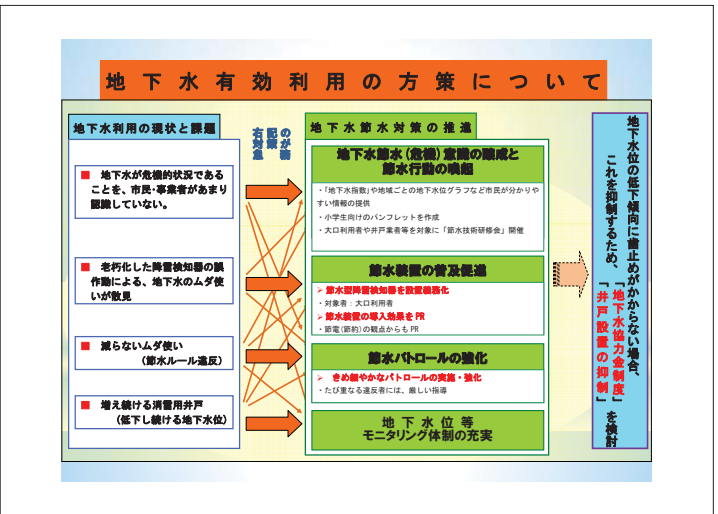 地下水有効利用の方策について
地下水利用の現状と課題
■ 地下水が危機的状況である
ことを、市民・事業者があまり
認識していない。
■ 老朽化した降雪検知器の誤
作動による、地下水のムダ使
いが散見
■ 減らないムダ使い
(節水ルール違反)
■ 増え続ける消雪用井戸
(低下し続ける地下水位)
右記の
対策が
急務
地下水節水対策の推進
地下水節水(危機)意識の醸成と
節水行動の喚起
・「地下水指数」や地域ごとの地下水位グラフなど市民が分かりや
すい情報の提供
・小学生向けのパンフレットを作成
・大口利用者や井戸業者等を対象に「節水技術研修会」開催
節水装置の普及促進
➢ 節水型降雪検知器を設置義務化
・対象者:大口利用者
➢ 節水装置の導入効果をPR
・節電(節約)の観点からもPR
節水パトロールの強化
➢ きめ細やかなパトロールの実施・強化
・たび重なる違反者には、厳しい指導
地下水位等
モニタリング体制の充実
地下水位の低下傾向に歯止めがかからない場合、
これを抑制するため、「地下水協力金制度」
「井戸設置の抑制」を検討